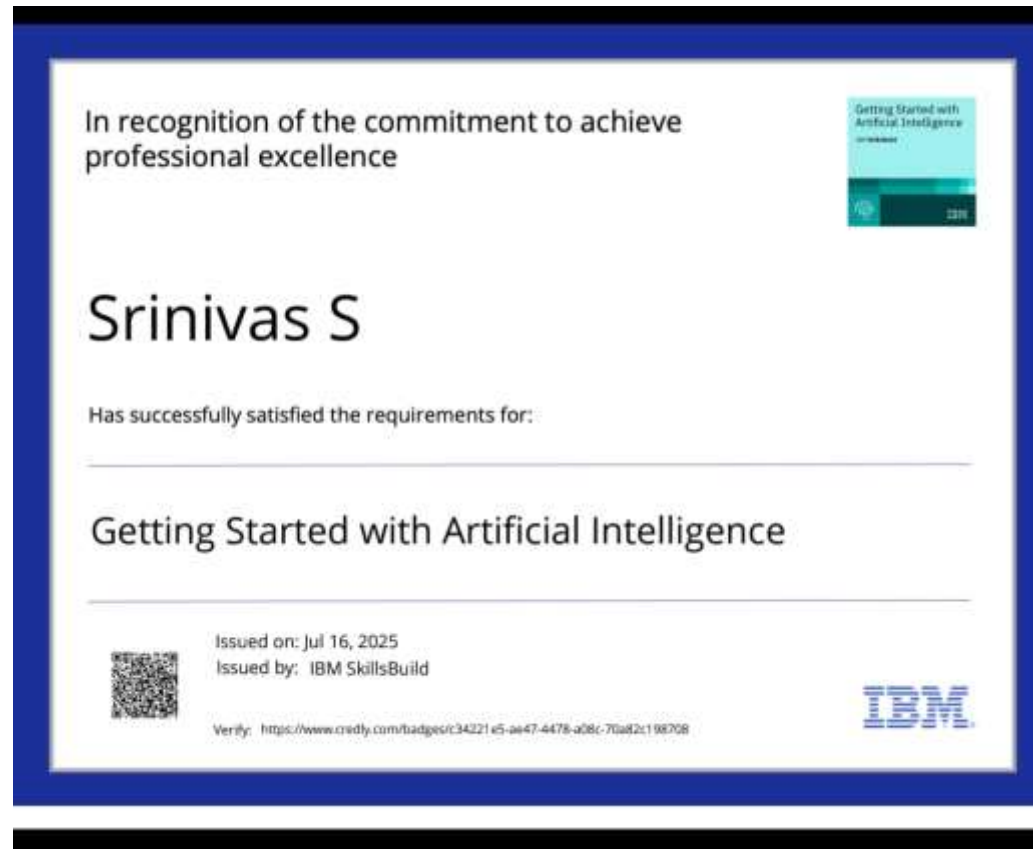 In recognition of the commitment to achieve
professional excellence
Getting Started with
Artificial Intelligence
IBM
Srinivas S
Has successfully satisfied the requirements for:
Getting Started with Artificial Intelligence
Issued on: Jul 16, 2025
Issued by: IBM SkillsBuild
Verify: https://www.credly.com/badges/c34221e5-ae47-4478-a08c-70a82c198708
IBM